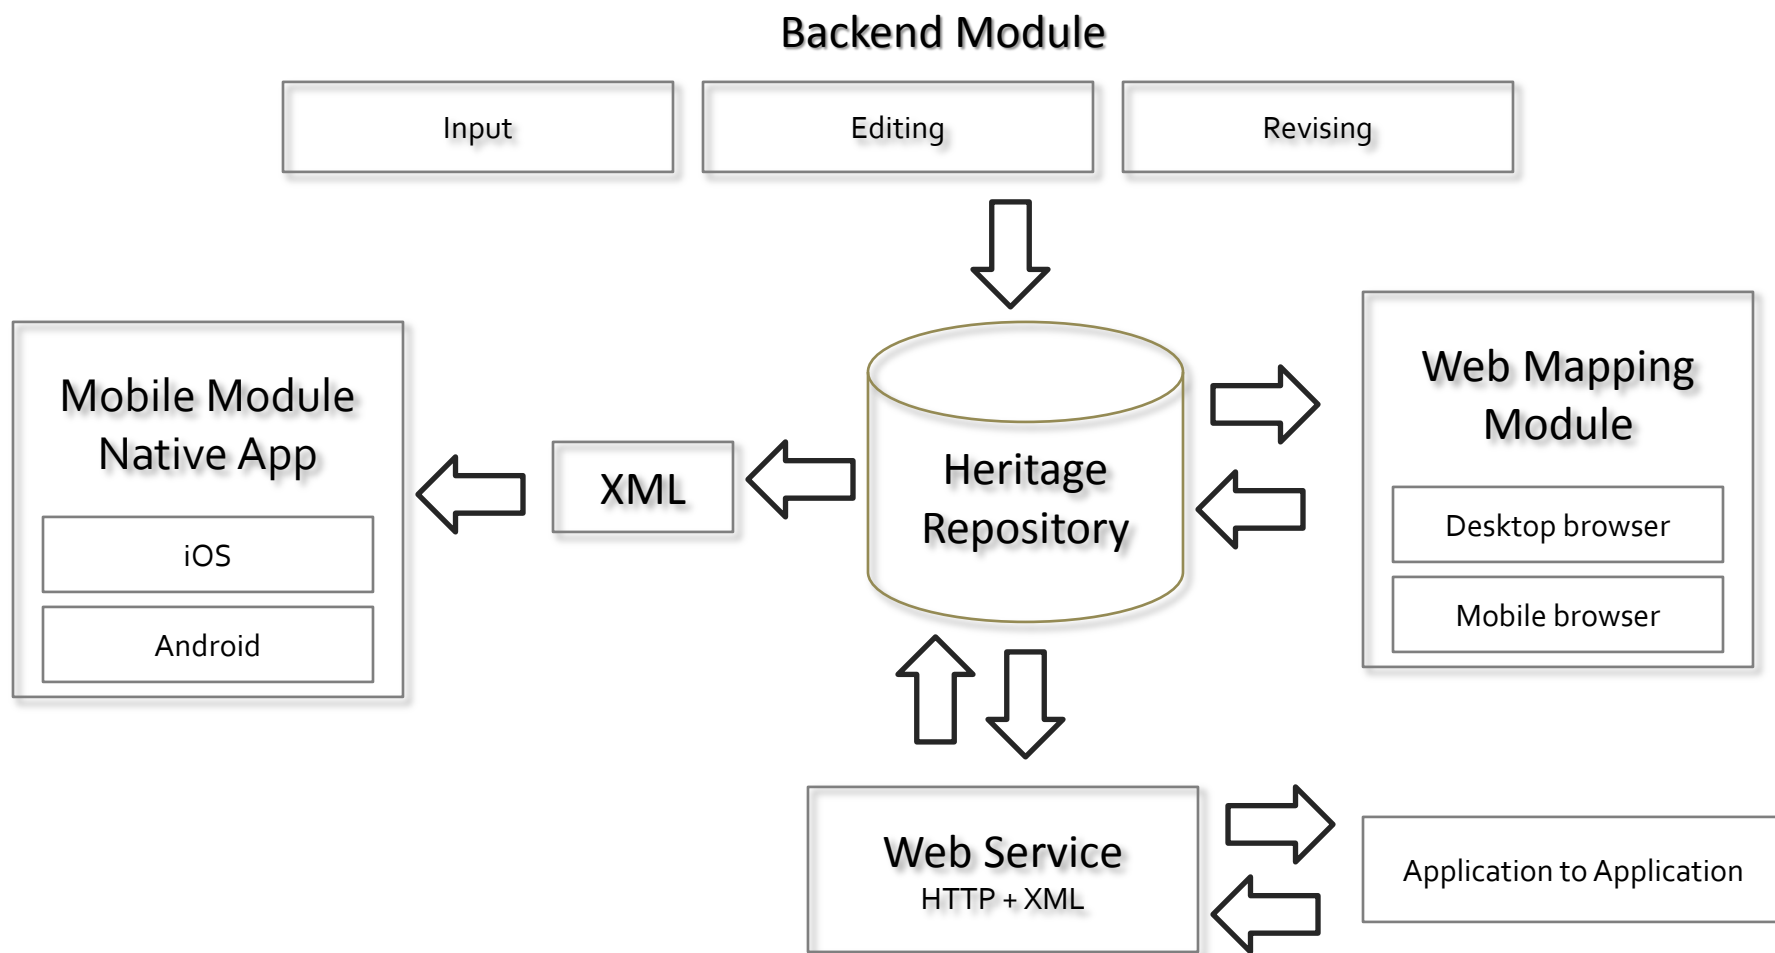 Backend Module
Input
Editing
Revising
Mobile Module
Native App
iOS
Android
XML
Heritage
Repository
Web Mapping
Module
Desktop browser
Mobile browser
Web Service
HTTP + XML
Application to Application